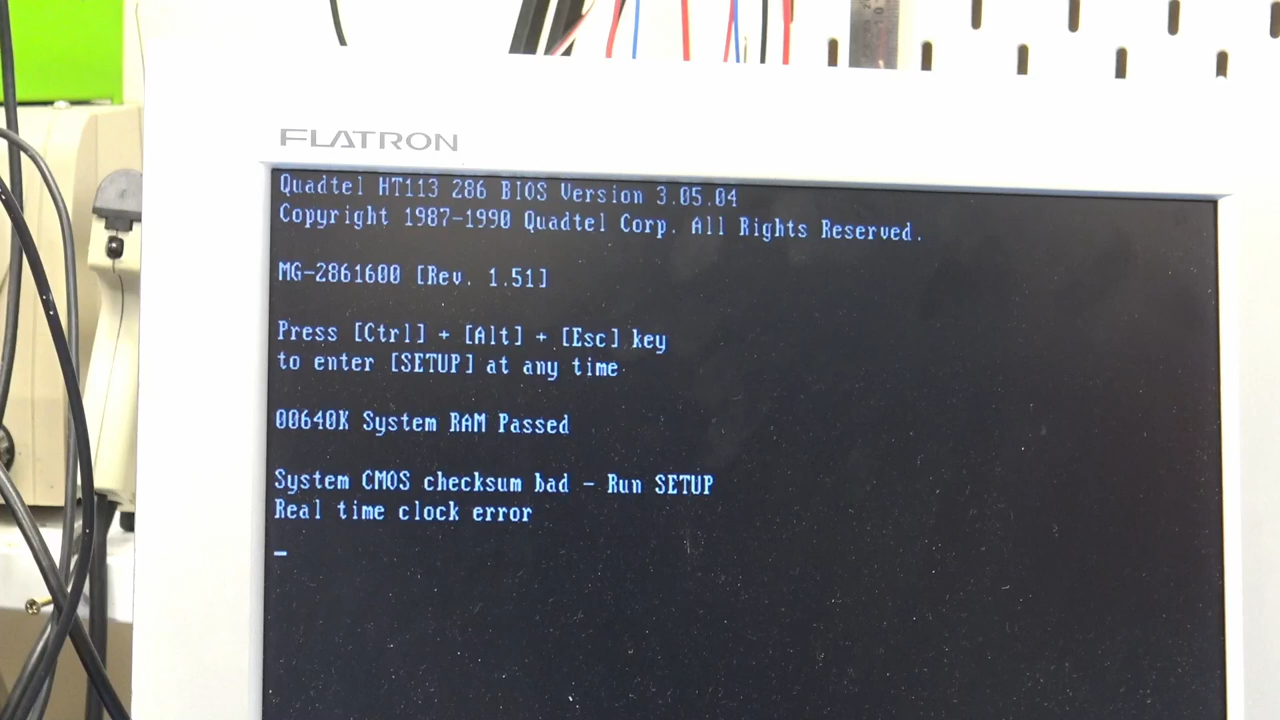 FLATRON
Quadtel HT113 286 BIOS Version 3.05.04
Copyright 1987-1990 Quadtel Corp. All Rights Reserved.
MG-2861600 [Rev. 1.51]
Press [Ctrl] + [Alt] + [Esc] key
to enter [SETUP] at any time
00640K System RAM Passed
System CMOS checksum bad - Run SETUP
Real time clock error